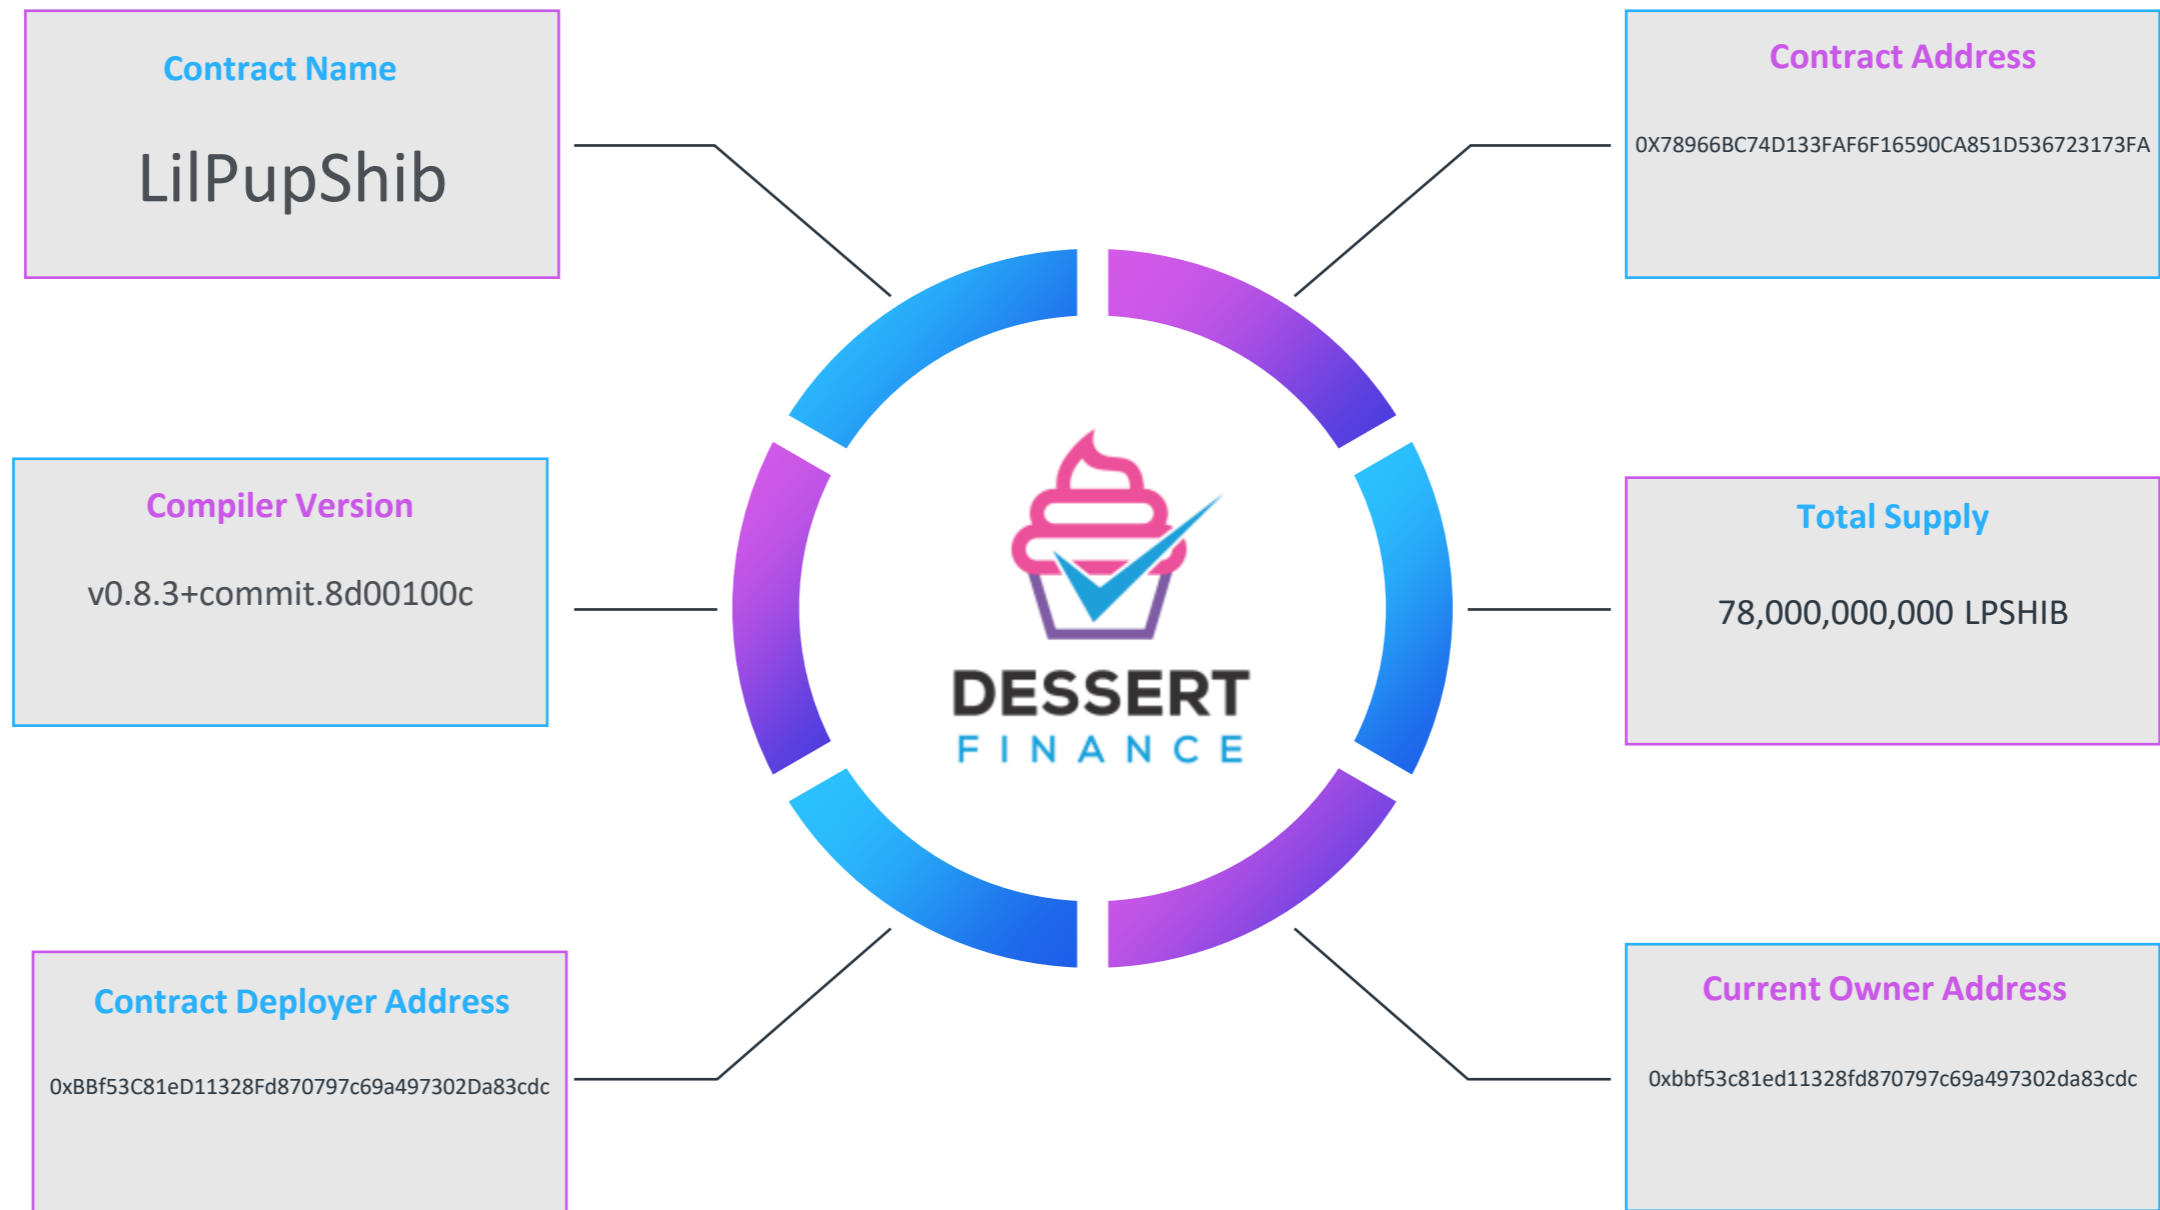 Contract Name
LilPupShib
Contract Address
0X78966BC74D133FAF6F16590CA851D536723173FA
Compiler Version
v0.8.3+commit.8d00100c
Total Supply
78,000,000,000 LPSHIB
DESSERT
FINANCE
Contract Deployer Address
0xBBf53C81eD11328Fd870797c69a497302Da83cdc
Current Owner Address
0xbbf53c81ed11328fd870797c69a497302da83cdc